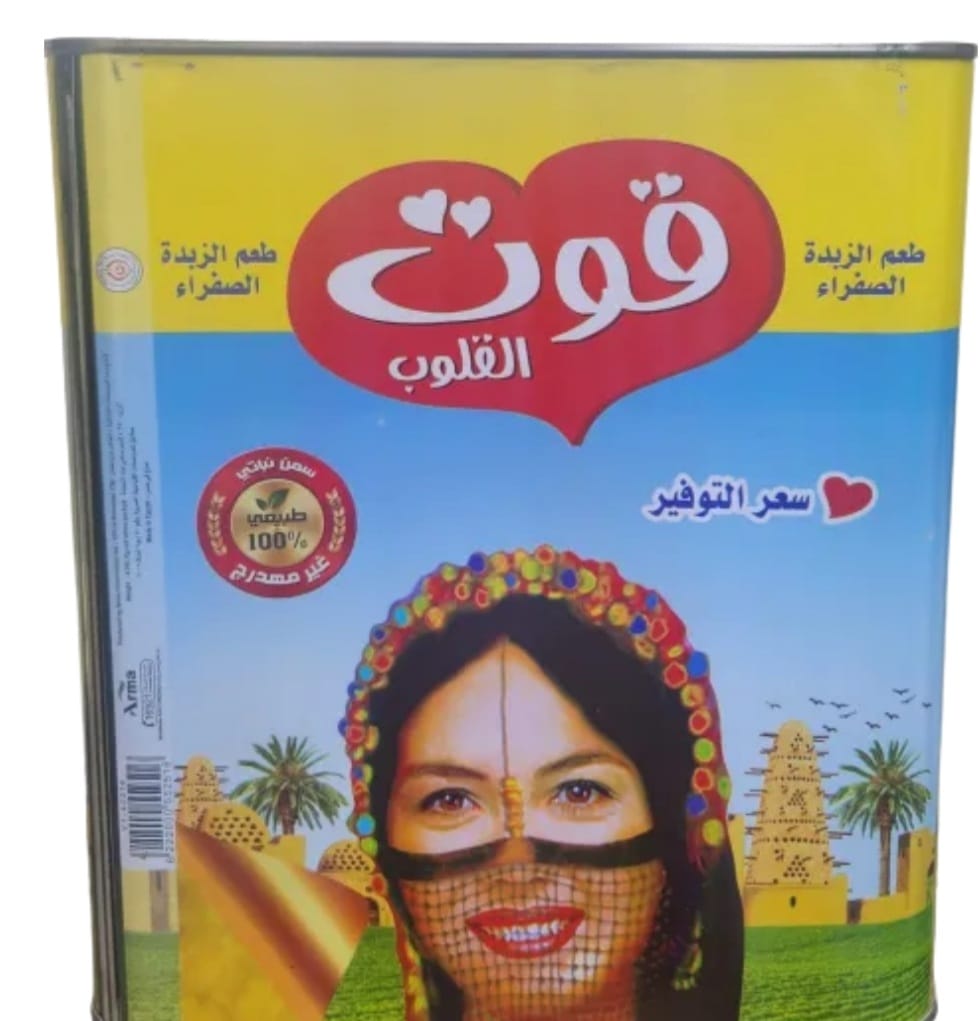 قوت
القلوب
طعم الزبدة
الصفراء
طعم الزبدة
الصفراء
سعر التوفير
سمن نباتي
طبيعي
100%
غير مهدرج
Arma